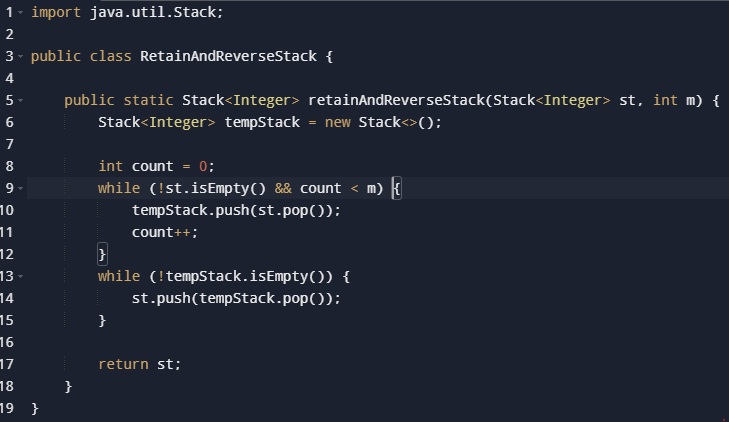 1 import java.util.Stack;
2
3 public class RetainAndReverseStack {
4
5     public static Stack<Integer> retainAndReverseStack(Stack<Integer> st, int m) {
6         Stack<Integer> tempStack = new Stack<>();
7
8         int count = 0;
9         while (!st.isEmpty() && count < m) {
10             tempStack.push(st.pop());
11             count++;
12         }
13         while (!tempStack.isEmpty()) {
14             st.push(tempStack.pop());
15         }
16
17         return st;
18     }
19 }